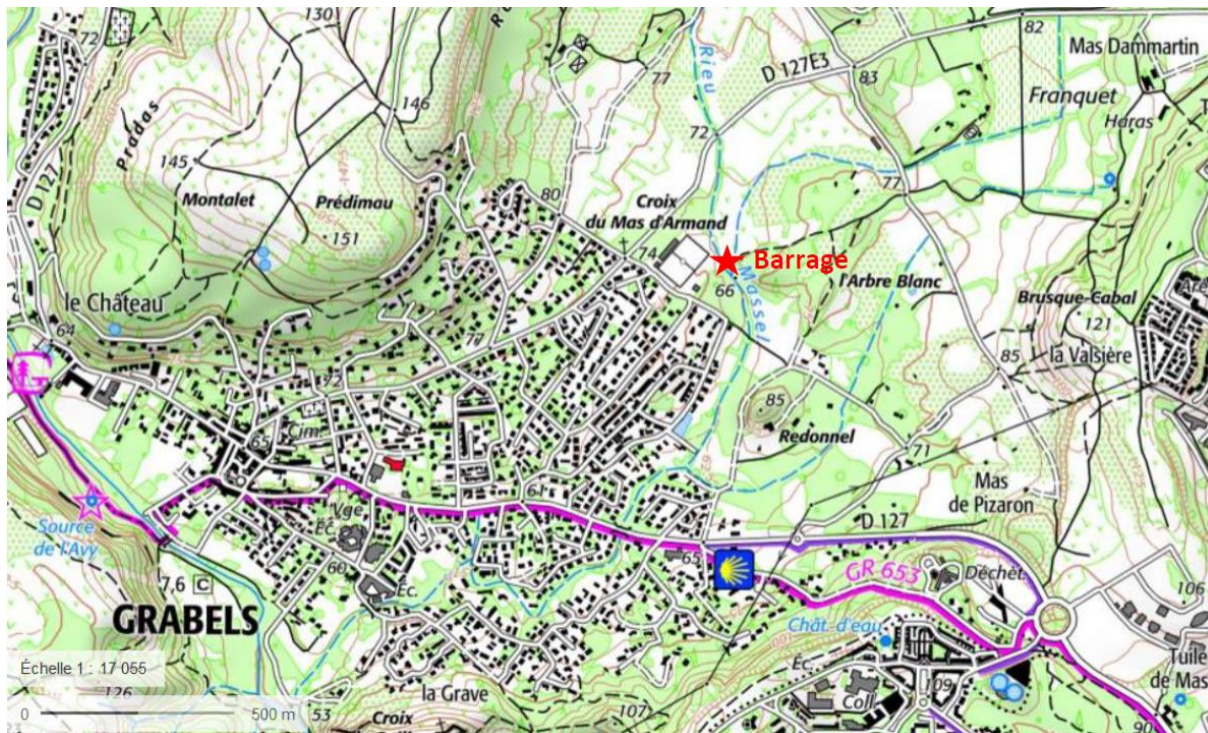 130
R
72
Rieu
82
Mas Dammartin
D 127E3
77
83
Franquet
146
Haras
Pradas
72
145
80
77
D 127
Montalet
Prédimau
Croix
du Mas d'Armand
151
74
Barrage
66
l'Arbre Blanc
Massel
Brusque-Cabal
le Château
121
64
77
85
la Valsière
72
85
Cim.
65
Redonnel
71
Mas
de Pizaron
Vge
61
Source
de l'Avy
Éc.
D 127
60
65
GR 653
Déchèt.
7,6 C
Éc.
106
GRABELS
Chât. d'eau
Échelle 1 : 17 055
Éc.
Tuile
126
la Grave
109
de Mas
Coll.
0 500 m
53
107
Croix
90